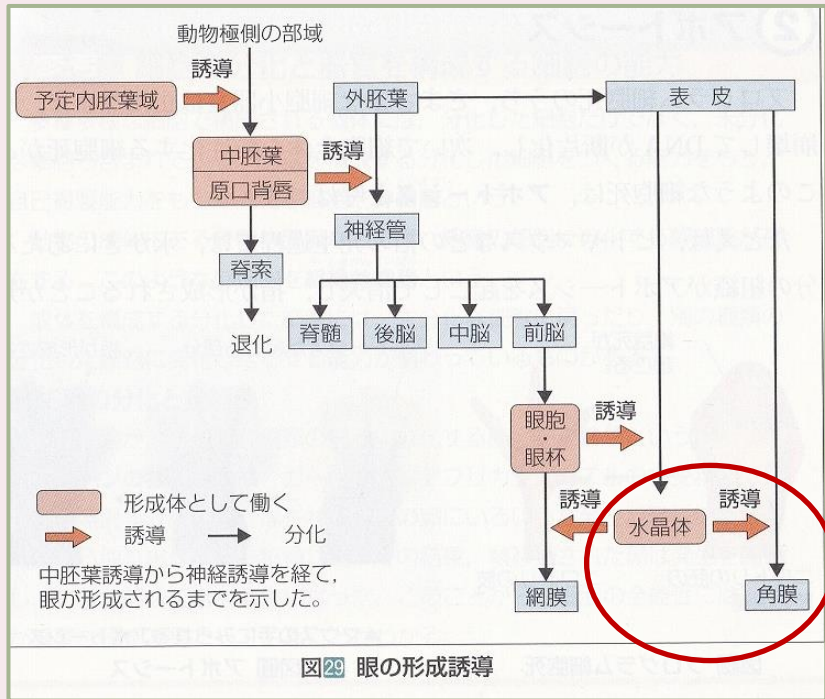 動物極側の部域
誘導
予定内胚葉域
外胚葉
表皮
中胚葉
原口背唇
誘導
神経管
脊索
退化
脊髄
後脳
中脳
前脳
眼胞
・
眼杯
誘導
誘導
水晶体
誘導
網膜
角膜
形成体として働く
誘導
分化
中胚葉誘導から神経誘導を経て,
眼が形成されるまでを示した。
図29 眼の形成誘導